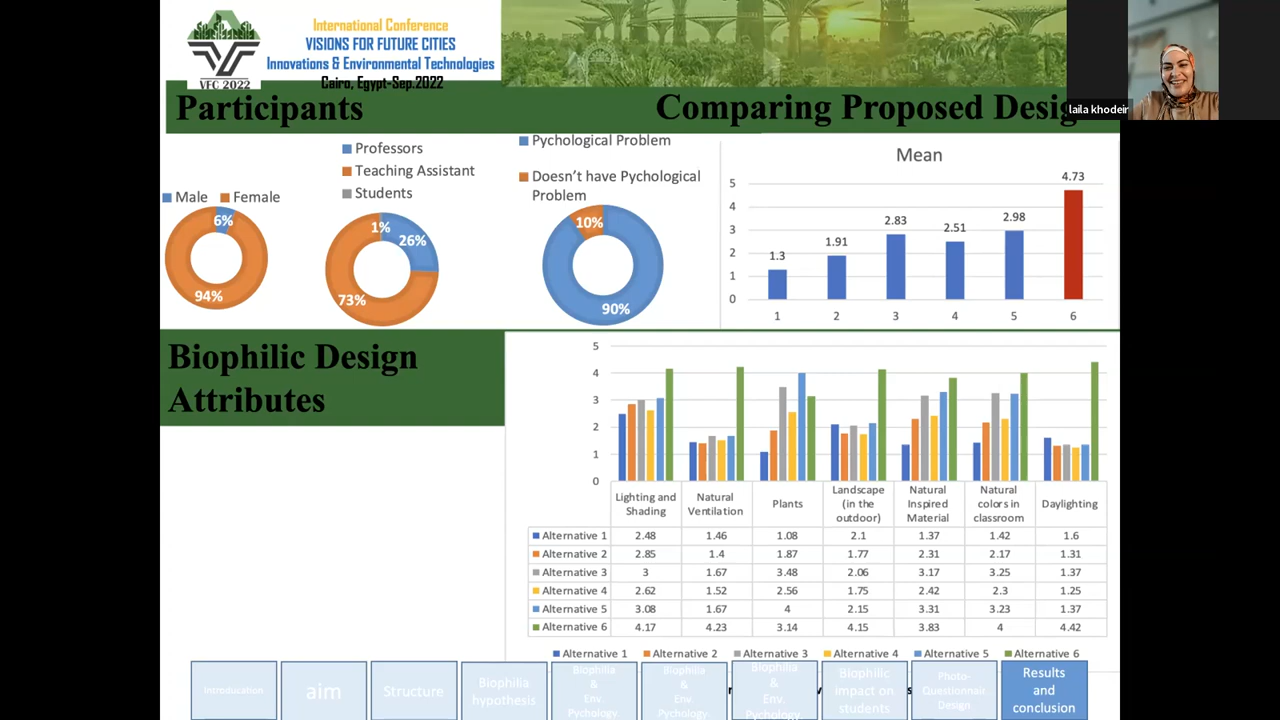 International Conference
VISIONS FOR FUTURE CITIES
Innovations & Environmental Technologies
Cairo, Egypt-Sep.2022
VFC 2022
laila khodeir
Participants
Comparing Proposed Desig
Male Female
6%
94%
Professors
Teaching Assistant
Students
1%
26%
73%
Pychological Problem
Doesn't have Pychological
Problem
10%
90%
Mean
5
4
3
2
1
0
1.3
1.91
2.83
2.51
2.98
4.73
1 2 3 4 5 6
Biophilic Design
Attributes
5
4
3
2
1
0
Lighting and
Shading
Natural
Ventilation
Plants
Landscape
(in the
outdoor)
Natural
Inspired
Material
Natural
colors in
classroom
Daylighting
Alternative 1 2.48 1.46 1.08 2.1 1.37 1.42 1.6
Alternative 2 2.85 1.4 1.87 1.77 2.31 2.17 1.31
Alternative 3 3 1.67 3.48 2.06 3.17 3.25 1.37
Alternative 4 2.62 1.52 2.56 1.75 2.42 2.3 1.25
Alternative 5 3.08 1.67 4 2.15 3.31 3.23 1.37
Alternative 6 4.17 4.23 3.14 4.15 3.83 4 4.42
Alternative 1 Alternative 2 Alternative 3 Alternative 4 Alternative 5 Alternative 6
Introducation
aim
Structure
Biophilia
hypothesis
Biophilia
&
Env.
Pychology.
Biophilia
&
Env.
Pychology.
Biophilia
&
Env.
Pychology
Biophilic
impact on
students
Photo-
Questionnair
Design
Results
and
conclusion